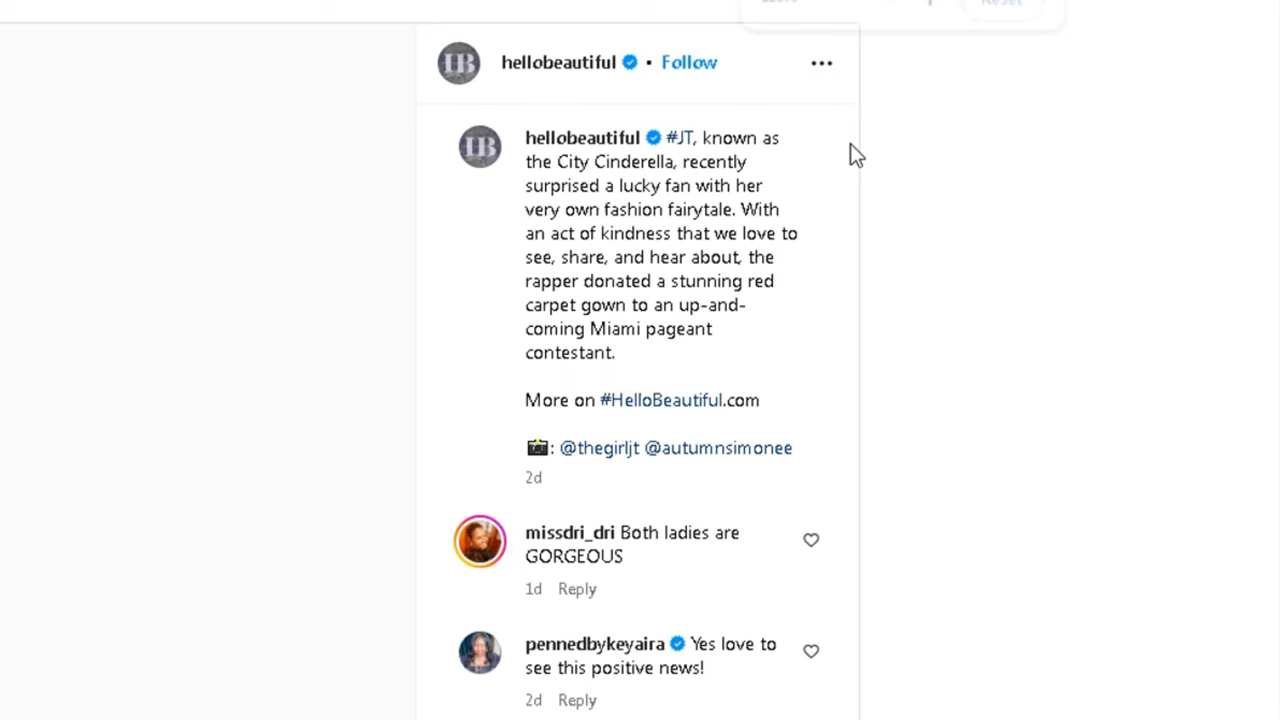 Reset
hellobeautiful • Follow
hellobeautiful #JT, known as
the City Cinderella, recently
surprised a lucky fan with her
very own fashion fairytale. With
an act of kindness that we love to
see, share, and hear about, the
rapper donated a stunning red
carpet gown to an up-and-
coming Miami pageant
contestant.
More on #HelloBeautiful.com
📸: @thegirljt @autumnsimonee
2d
missdri_dri Both ladies are
GORGEOUS
1d Reply
pennedbykeyaira Yes love to
see this positive news!
2d Reply